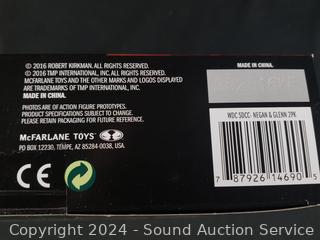 © 2016 ROBERT KIRKMAN. ALL RIGHTS RESERVED.
© 2016 TMP INTERNATIONAL, INC. ALL RIGHTS RESERVED.
McFARLANE TOYS AND THE OTHER MARKS AND LOGOS DISPLAYED
ARE TRADEMARKS OF TMP INTERNATIONAL, INC.
MADE IN CHINA.
PHOTOS ARE OF ACTION FIGURE PROTOTYPES.
PRODUCT SPECIFICATIONS SUBJECT TO CHANGE.
PLEASE RETAIN PACKAGING FOR FUTURE REFERENCE.
McFARLANE TOYS
PO BOX 12230, TEMPE, AZ 85284-0038, USA.
CE
MADE IN CHINA.
WDC SDCC- NEGAN & GLENN 2PK
7 87926 14690 5
Copyright 2024 - Sound Auction Service